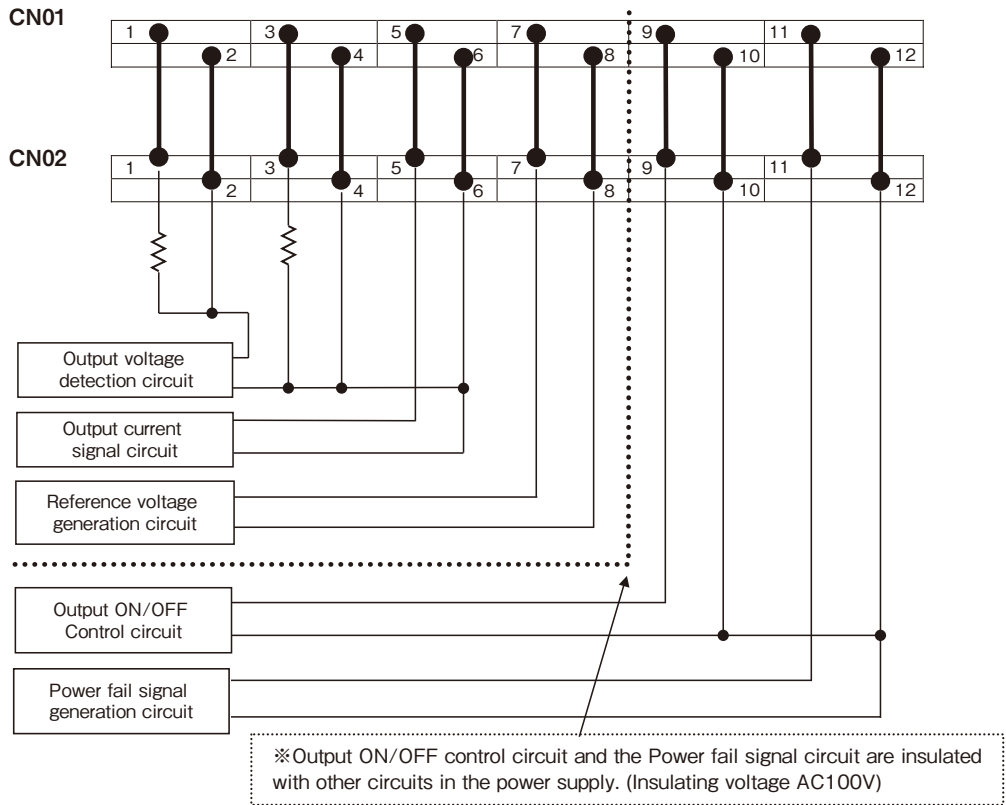 CN01
1 3 5 7 9 11
2 4 6 8 10 12
CN02
1 3 5 7 9 11
2 4 6 8 10 12
Output voltage
detection circuit
Output current
signal circuit
Reference voltage
generation circuit
Output ON/OFF
Control circuit
Power fail signal
generation circuit
※Output ON/OFF control circuit and the Power fail signal circuit are insulated
with other circuits in the power supply. (Insulating voltage AC100V)